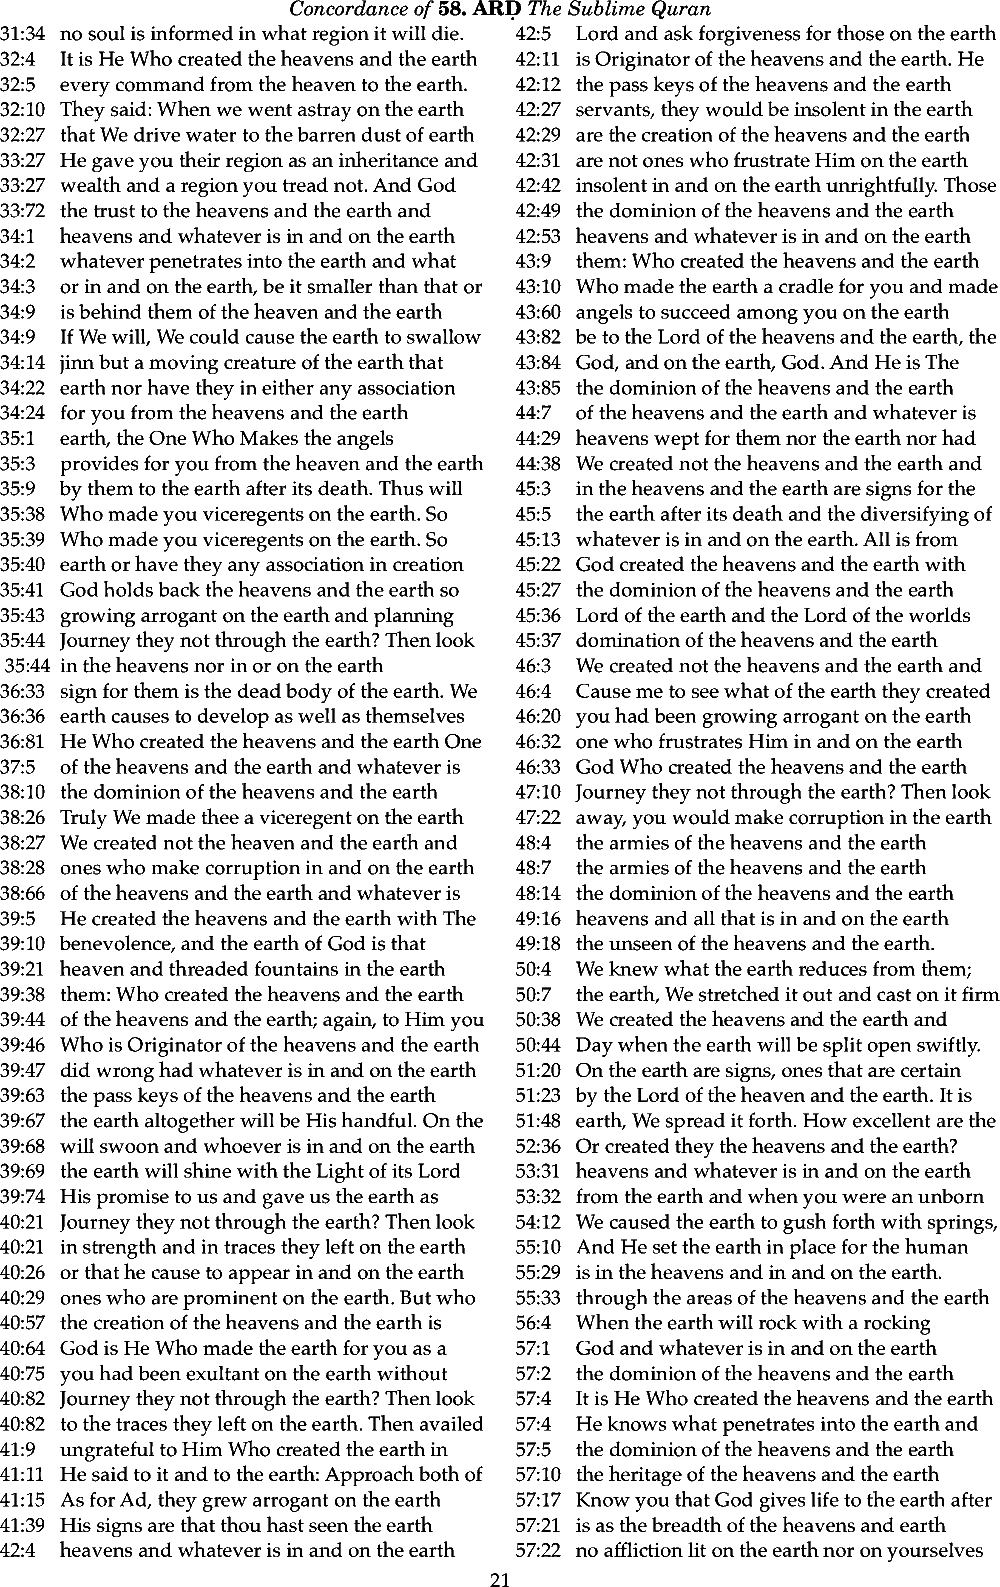 Concordance of 58. ARḌ The Sublime Quran
31:34 no soul is informed in what region it will die.
32:4 It is He Who created the heavens and the earth
32:5 every command from the heaven to the earth.
32:10 They said: When we went astray on the earth
32:27 that We drive water to the barren dust of earth
33:27 He gave you their region as an inheritance and
33:27 wealth and a region you tread not. And God
33:72 the trust to the heavens and the earth and
34:1 heavens and whatever is in and on the earth
34:2 whatever penetrates into the earth and what
34:3 or in and on the earth, be it smaller than that or
34:9 is behind them of the heaven and the earth
34:9 If We will, We could cause the earth to swallow
34:14 jinn but a moving creature of the earth that
34:22 earth nor have they in either any association
34:24 for you from the heavens and the earth
35:1 earth, the One Who Makes the angels
35:3 provides for you from the heaven and the earth
35:9 by them to the earth after its death. Thus will
35:38 Who made you viceregents on the earth. So
35:39 Who made you viceregents on the earth. So
35:40 earth or have they any association in creation
35:41 God holds back the heavens and the earth so
35:43 growing arrogant on the earth and planning
35:44 Journey they not through the earth? Then look
35:44 in the heavens nor in or on the earth
36:33 sign for them is the dead body of the earth. We
36:36 earth causes to develop as well as themselves
36:81 He Who created the heavens and the earth One
37:5 of the heavens and the earth and whatever is
38:10 the dominion of the heavens and the earth
38:26 Truly We made thee a viceregent on the earth
38:27 We created not the heaven and the earth and
38:28 ones who make corruption in and on the earth
38:66 of the heavens and the earth and whatever is
39:5 He created the heavens and the earth with The
39:10 benevolence, and the earth of God is that
39:21 heaven and threaded fountains in the earth
39:38 them: Who created the heavens and the earth
39:44 of the heavens and the earth; again, to Him you
39:46 Who is Originator of the heavens and the earth
39:47 did wrong had whatever is in and on the earth
39:63 the pass keys of the heavens and the earth
39:67 the earth altogether will be His handful. On the
39:68 will swoon and whoever is in and on the earth
39:69 the earth will shine with the Light of its Lord
39:74 His promise to us and gave us the earth as
40:21 Journey they not through the earth? Then look
40:21 in strength and in traces they left on the earth
40:26 or that he cause to appear in and on the earth
40:29 ones who are prominent on the earth. But who
40:57 the creation of the heavens and the earth is
40:64 God is He Who made the earth for you as a
40:75 you had been exultant on the earth without
40:82 Journey they not through the earth? Then look
40:82 to the traces they left on the earth. Then availed
41:9 ungrateful to Him Who created the earth in
41:11 He said to it and to the earth: Approach both of
41:15 As for Ad, they grew arrogant on the earth
41:39 His signs are that thou hast seen the earth
42:4 heavens and whatever is in and on the earth
42:5 Lord and ask forgiveness for those on the earth
42:11 is Originator of the heavens and the earth. He
42:12 the pass keys of the heavens and the earth
42:27 servants, they would be insolent in the earth
42:29 are the creation of the heavens and the earth
42:31 are not ones who frustrate Him on the earth
42:42 insolent in and on the earth unrightfully. Those
42:49 the dominion of the heavens and the earth
42:53 heavens and whatever is in and on the earth
43:9 them: Who created the heavens and the earth
43:10 Who made the earth a cradle for you and made
43:60 angels to succeed among you on the earth
43:82 be to the Lord of the heavens and the earth, the
43:84 God, and on the earth, God. And He is The
43:85 the dominion of the heavens and the earth
44:7 of the heavens and the earth and whatever is
44:29 heavens wept for them nor the earth nor had
44:38 We created not the heavens and the earth and
45:3 in the heavens and the earth are signs for the
45:5 the earth after its death and the diversifying of
45:13 whatever is in and on the earth. All is from
45:22 God created the heavens and the earth with
45:27 the dominion of the heavens and the earth
45:36 Lord of the earth and the Lord of the worlds
45:37 domination of the heavens and the earth
46:3 We created not the heavens and the earth and
46:4 Cause me to see what of the earth they created
46:20 you had been growing arrogant on the earth
46:32 one who frustrates Him in and on the earth
46:33 God Who created the heavens and the earth
47:10 Journey they not through the earth? Then look
47:22 away, you would make corruption in the earth
48:4 the armies of the heavens and the earth
48:7 the armies of the heavens and the earth
48:14 the dominion of the heavens and the earth
49:16 heavens and all that is in and on the earth
49:18 the unseen of the heavens and the earth.
50:4 We knew what the earth reduces from them;
50:7 the earth, We stretched it out and cast on it firm
50:38 We created the heavens and the earth and
50:44 Day when the earth will be split open swiftly.
51:20 On the earth are signs, ones that are certain
51:23 by the Lord of the heaven and the earth. It is
51:48 earth, We spread it forth. How excellent are the
52:36 Or created they the heavens and the earth?
53:31 heavens and whatever is in and on the earth
53:32 from the earth and when you were an unborn
54:12 We caused the earth to gush forth with springs,
55:10 And He set the earth in place for the human
55:29 is in the heavens and in and on the earth.
55:33 through the areas of the heavens and the earth
56:4 When the earth will rock with a rocking
57:1 God and whatever is in and on the earth
57:2 the dominion of the heavens and the earth
57:4 It is He Who created the heavens and the earth
57:4 He knows what penetrates into the earth and
57:5 the dominion of the heavens and the earth
57:10 the heritage of the heavens and the earth
57:17 Know you that God gives life to the earth after
57:21 is as the breadth of the heavens and earth
57:22 no affliction lit on the earth nor on yourselves
21